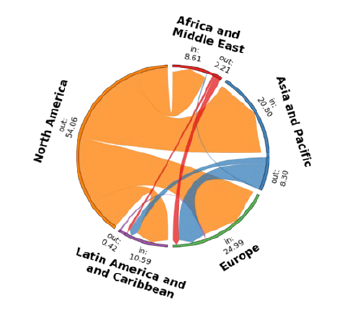 Africa and
Middle East
in:
8.61
out:
2.21
Asia and Pacific
in:
20.80
out:
8.30
Europe
in:
24.99
Latin America and
and Caribbean
in:
10.59
out:
0.42
North America
out:
54.06